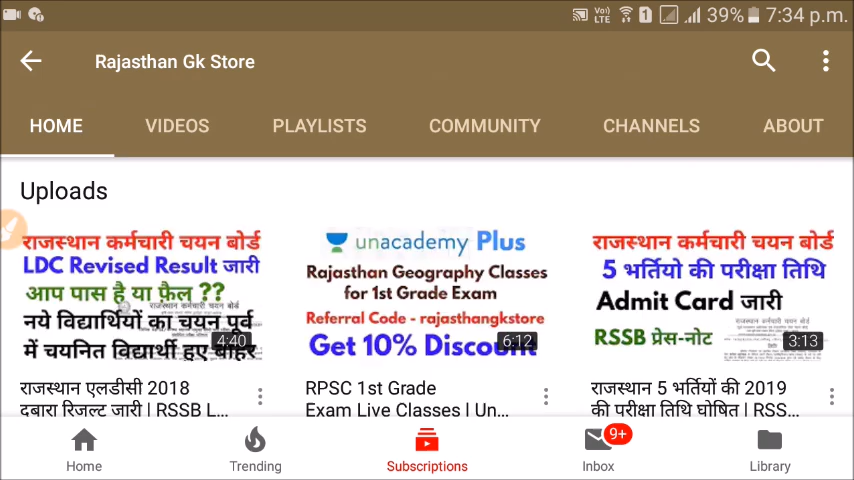 Vo)) LTE 1 39% 7:34 p.m.
Rajasthan Gk Store
HOME VIDEOS PLAYLISTS COMMUNITY CHANNELS ABOUT
Uploads
राजस्थान कर्मचारी चयन बोर्ड
LDC Revised Result जारी
आप पास है या फ़ैल ??
नये विद्यार्थियों का चयन पूर्व
में चयनित विद्यार्थी हुए बाहर
4:40
राजस्थान एलडीसी 2018
दुबारा रिजल्ट जारी | RSSB L...
unacademy Plus
Rajasthan Geography Classes
for 1st Grade Exam
Referral Code - rajasthangkstore
Get 10% Discount
6:12
RPSC 1st Grade
Exam Live Classes | Un...
राजस्थान कर्मचारी चयन बोर्ड
5 भर्तियो की परीक्षा तिथि
Admit Card जारी
RSSB प्रेस-नोट
3:13
राजस्थान 5 भर्तियों की 2019
की परीक्षा तिथि घोषित | RSS...
Home Trending Subscriptions Inbox 9+ Library